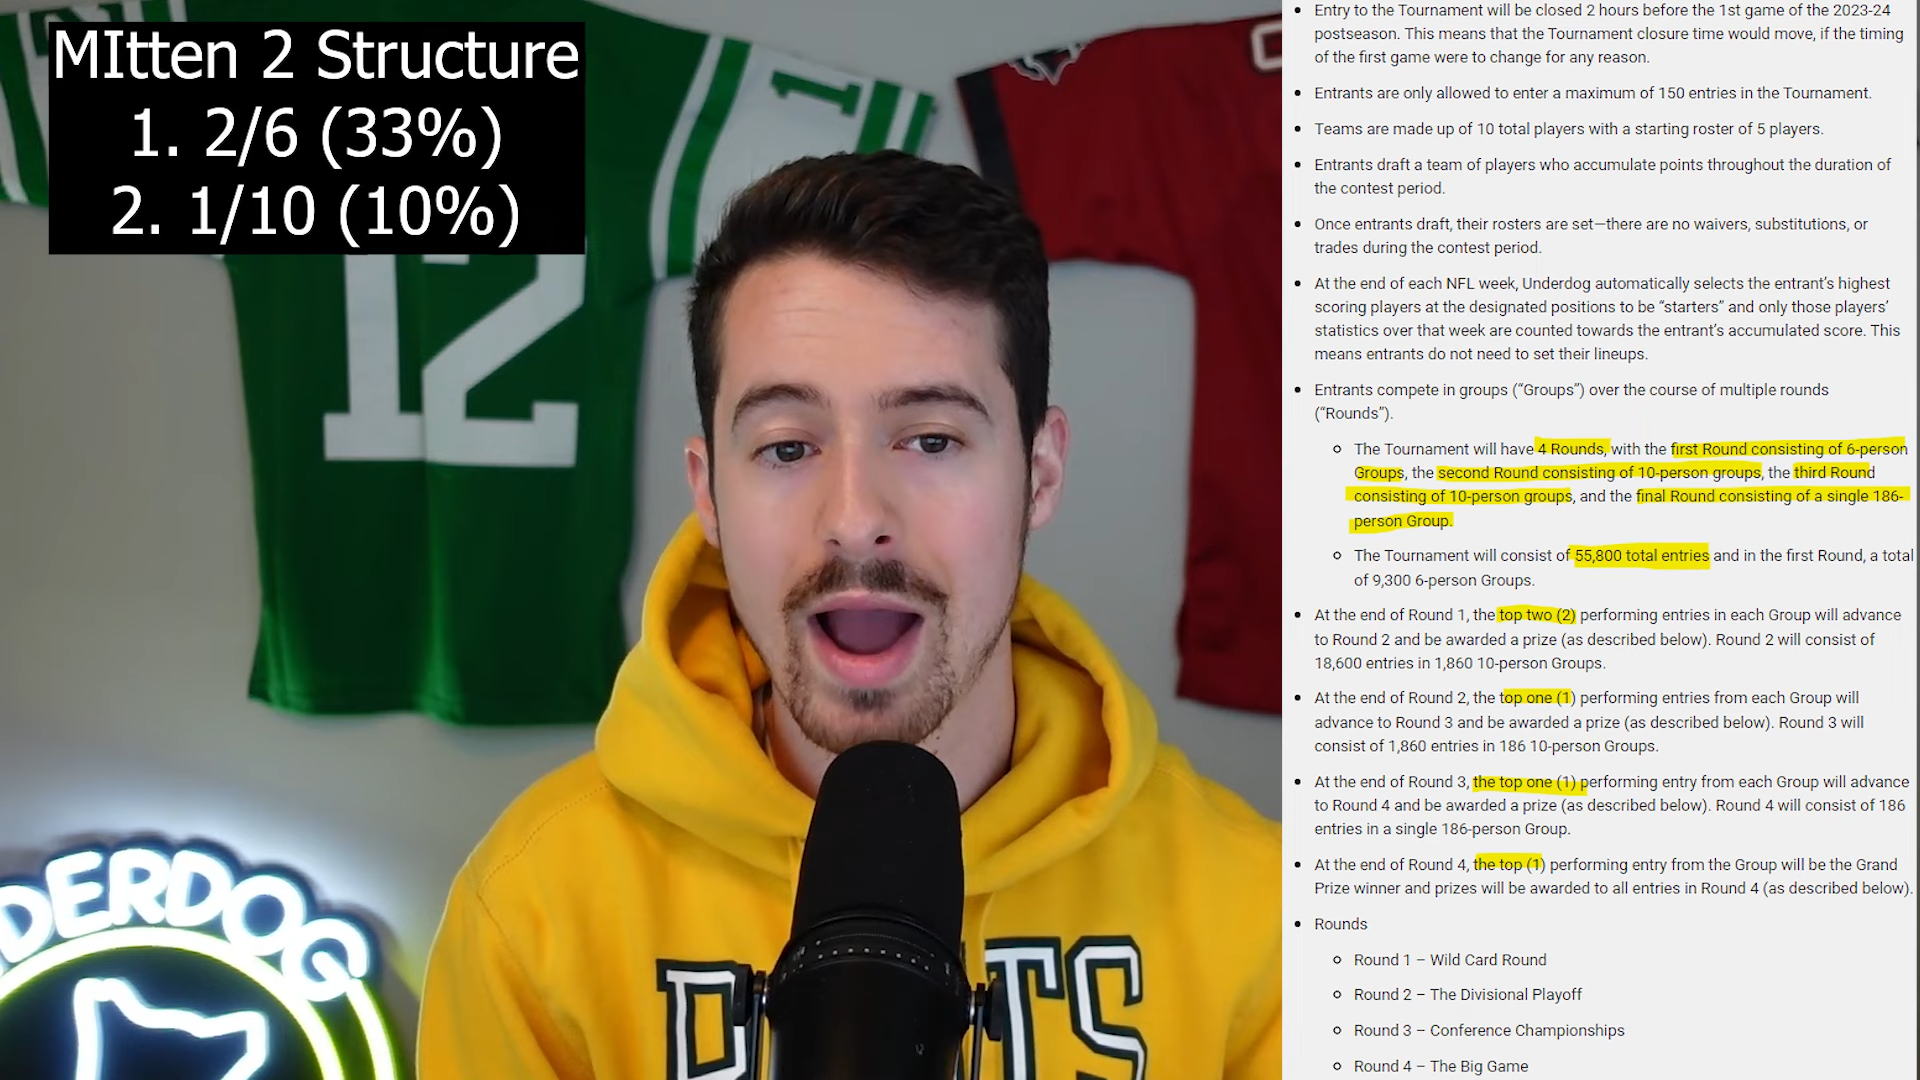 MItten 2 Structure
1. 2/6 (33%)
2. 1/10 (10%)
1
12
DERDOG
Entry to the Tournament will be closed 2 hours before the 1st game of the 2023-24
postseason. This means that the Tournament closure time would move, if the timing
of the first game were to change for any reason.
Entrants are only allowed to enter a maximum of 150 entries in the Tournament.
Teams are made up of 10 total players with a starting roster of 5 players.
Entrants draft a team of players who accumulate points throughout the duration of
the contest period.
Once entrants draft, their rosters are set—there are no waivers, substitutions, or
trades during the contest period.
At the end of each NFL week, Underdog automatically selects the entrant’s highest
scoring players at the designated positions to be “starters” and only those players’
statistics over that week are counted towards the entrant’s accumulated score. This
means entrants do not need to set their lineups.
Entrants compete in groups (“Groups”) over the course of multiple rounds
(“Rounds”).
The Tournament will have 4 Rounds, with the first Round consisting of 6-person
Groups, the second Round consisting of 10-person groups, the third Round
consisting of 10-person groups, and the final Round consisting of a single 186-
person Group.
The Tournament will consist of 55,800 total entries and in the first Round, a total
of 9,300 6-person Groups.
At the end of Round 1, the top two (2) performing entries in each Group will advance
to Round 2 and be awarded a prize (as described below). Round 2 will consist of
18,600 entries in 1,860 10-person Groups.
At the end of Round 2, the top one (1) performing entries from each Group will
advance to Round 3 and be awarded a prize (as described below). Round 3 will
consist of 1,860 entries in 186 10-person Groups.
At the end of Round 3, the top one (1) performing entry from each Group will advance
to Round 4 and be awarded a prize (as described below). Round 4 will consist of 186
entries in a single 186-person Group.
At the end of Round 4, the top (1) performing entry from the Group will be the Grand
Prize winner and prizes will be awarded to all entries in Round 4 (as described below).
Rounds
Round 1 – Wild Card Round
Round 2 – The Divisional Playoff
Round 3 – Conference Championships
Round 4 – The Big Game